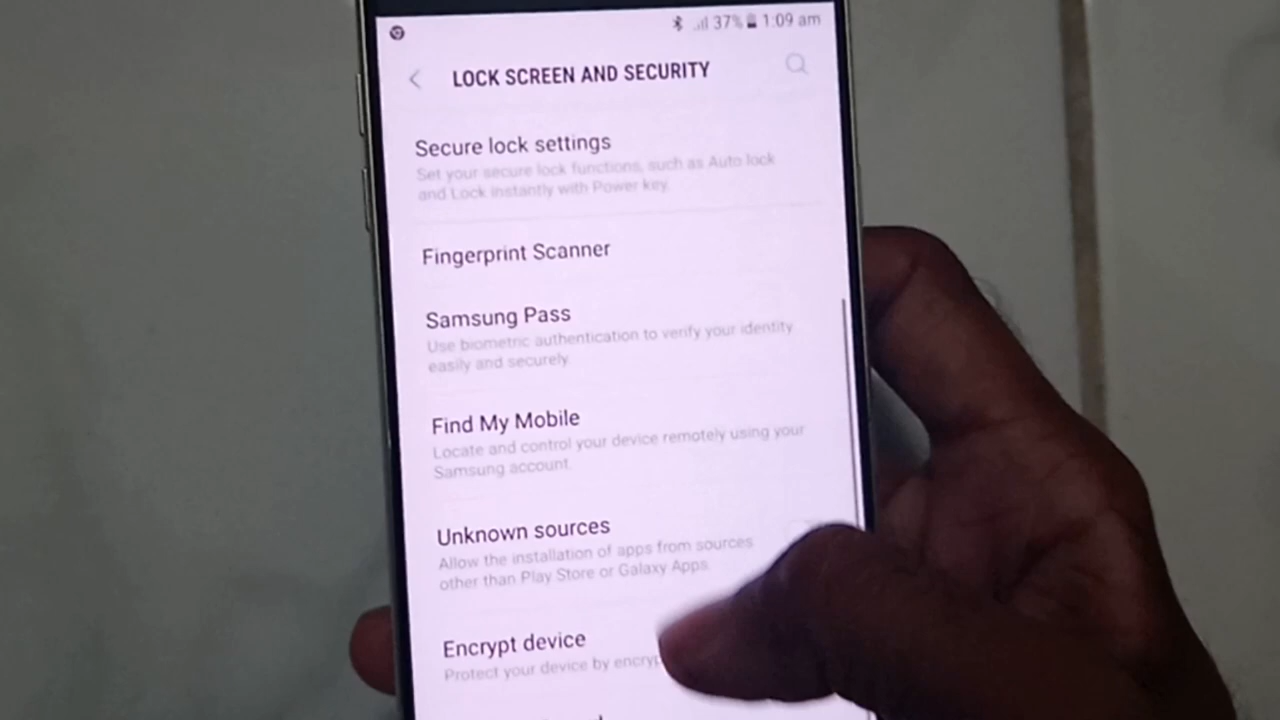 37% 1:09 am
LOCK SCREEN AND SECURITY
Secure lock settings
Set your secure lock functions, such as Auto lock
and Lock instantly with Power key.
Fingerprint Scanner
Samsung Pass
Use biometric authentication to verify your identity
easily and securely.
Find My Mobile
Locate and control your device remotely using your
Samsung account.
Unknown sources
Allow the installation of apps from sources
other than Play Store or Galaxy Apps.
Encrypt device
Protect your device by